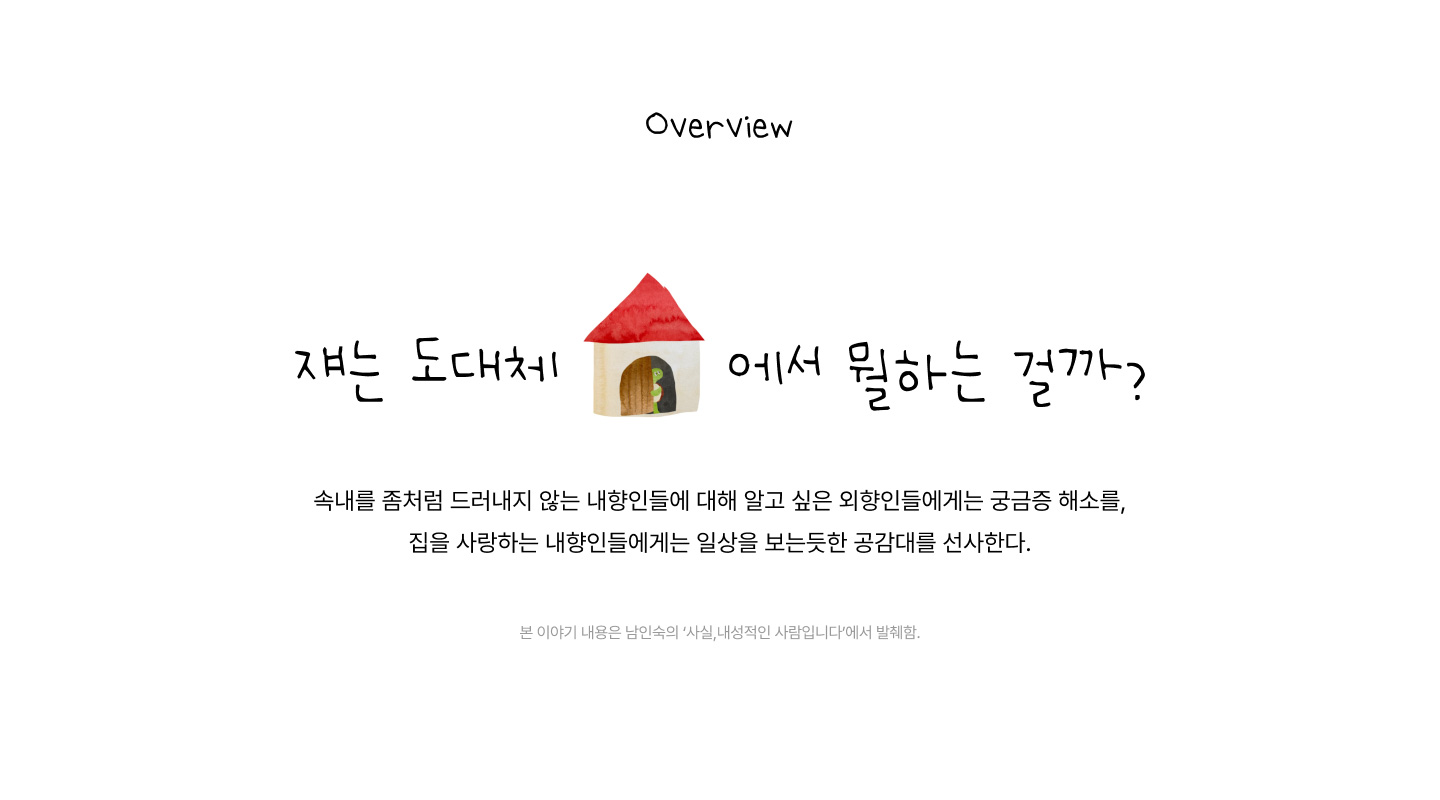 Overview
쟤는 도대체 에서 뭘하는 걸까?
속내를 좀처럼 드러내지 않는 내향인들에 대해 알고 싶은 외향인들에게는 궁금증 해소를,
집을 사랑하는 내향인들에게는 일상을 보는듯한 공감대를 선사한다.
본 이야기 내용은 남인숙의 ‘사실,내성적인 사람입니다’에서 발췌함.